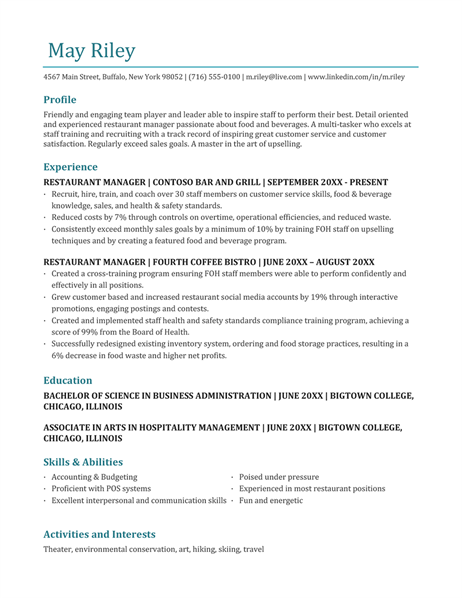 May Riley
4567 Main Street, Buffalo, New York 98052 | (716) 555-0100 | m.riley@live.com | www.linkedin.com/in/m.riley
Profile
Friendly and engaging team player and leader able to inspire staff to perform their best. Detail oriented
and experienced restaurant manager passionate about food and beverages. A multi-tasker who excels at
staff training and recruiting with a track record of inspiring great customer service and customer
satisfaction. Regularly exceed sales goals. A master in the art of upselling.
Experience
RESTAURANT MANAGER | CONTOSO BAR AND GRILL | SEPTEMBER 20XX - PRESENT
· Recruit, hire, train, and coach over 30 staff members on customer service skills, food & beverage
knowledge, sales, and health & safety standards.
· Reduced costs by 7% through controls on overtime, operational efficiencies, and reduced waste.
· Consistently exceed monthly sales goals by a minimum of 10% by training FOH staff on upselling
techniques and by creating a featured food and beverage program.
RESTAURANT MANAGER | FOURTH COFFEE BISTRO | JUNE 20XX – AUGUST 20XX
· Created a cross-training program ensuring FOH staff members were able to perform confidently and
effectively in all positions.
· Grew customer based and increased restaurant social media accounts by 19% through interactive
promotions, engaging postings and contests.
· Created and implemented staff health and safety standards compliance training program, achieving a
score of 99% from the Board of Health.
· Successfully redesigned existing inventory system, ordering and food storage practices, resulting in a
6% decrease in food waste and higher net profits.
Education
BACHELOR OF SCIENCE IN BUSINESS ADMINISTRATION | JUNE 20XX | BIGTOWN COLLEGE,
CHICAGO, ILLINOIS
ASSOCIATE IN ARTS IN HOSPITALITY MANAGEMENT | JUNE 20XX | BIGTOWN COLLEGE,
CHICAGO, ILLINOIS
Skills & Abilities
· Accounting & Budgeting
· Proficient with POS systems
· Excellent interpersonal and communication skills
· Poised under pressure
· Experienced in most restaurant positions
· Fun and energetic
Activities and Interests
Theater, environmental conservation, art, hiking, skiing, travel